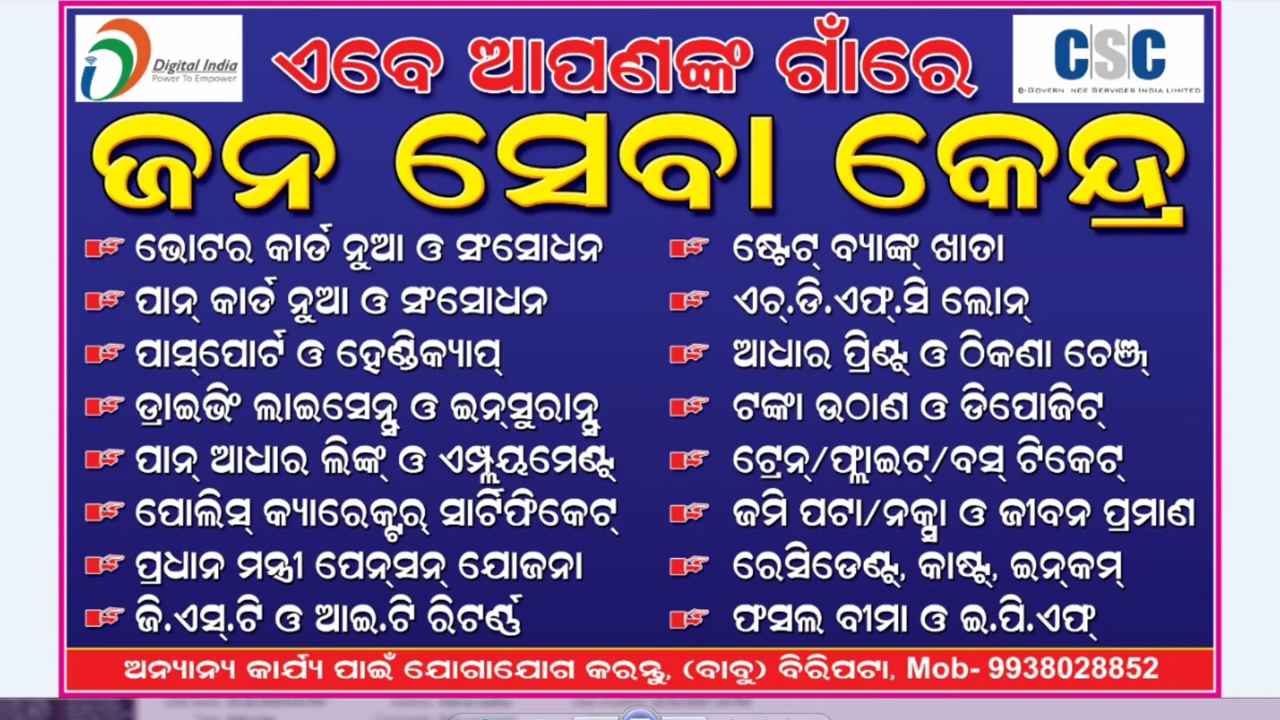 Digital India
Power To Empower
ଏବେ ଆପଣଙ୍କ ଗାଁରେ
CSC
ଜନ ସେବା କେନ୍ଦ୍ର
ଭୋଟର କାର୍ଡ ନୁଆ ଓ ସଂସୋଧନ
ପାନ୍ କାର୍ଡ ନୁଆ ଓ ସଂସୋଧନ
ପାସ୍‌ପୋର୍ଟ ଓ ହେଣ୍ଡିକ୍ୟାପ୍
ଡ୍ରାଇଭିଂ ଲାଇସେନ୍ସ ଓ ଇନ୍‌ସୁରାନ୍ସ
ପାନ୍ ଆଧାର ଲିଙ୍କ୍ ଓ ଏମ୍ପ୍ଲୟମେଣ୍ଟ
ପୋଲିସ୍ କ୍ୟାରେକ୍ଟର୍ ସାର୍ଟିଫିକେଟ୍
ପ୍ରଧାନ ମନ୍ତ୍ରୀ ପେନ୍‌ସନ୍ ଯୋଜନା
ଜି.ଏସ୍.ଟି ଓ ଆଇ.ଟି ରିଟର୍ଣ୍ଣ
ଷ୍ଟେଟ୍ ବ୍ୟାଙ୍କ୍ ଖାତା
ଏଚ୍.ଡି.ଏଫ୍.ସି ଲୋନ୍
ଆଧାର ପ୍ରିଣ୍ଟ୍ ଓ ଠିକଣା ଚେଞ୍ଜ୍
ଟଙ୍କା ଉଠାଣ ଓ ଡିପୋଜିଟ୍
ଟ୍ରେନ୍/ଫ୍ଲାଇଟ୍/ବସ୍ ଟିକେଟ୍
ଜମି ପଟା/ନକ୍ସା ଓ ଜୀବନ ପ୍ରମାଣ
ରେସିଡେଣ୍ଟ୍, କାଷ୍ଟ୍, ଇନ୍‌କମ୍
ଫସଲ ବୀମା ଓ ଇ.ପି.ଏଫ୍
ଅନ୍ୟାନ୍ୟ କାର୍ଯ୍ୟ ପାଇଁ ଯୋଗାଯୋଗ କରନ୍ତୁ, (ବାବୁ) ବିରିପଟା, Mob- 9938028852